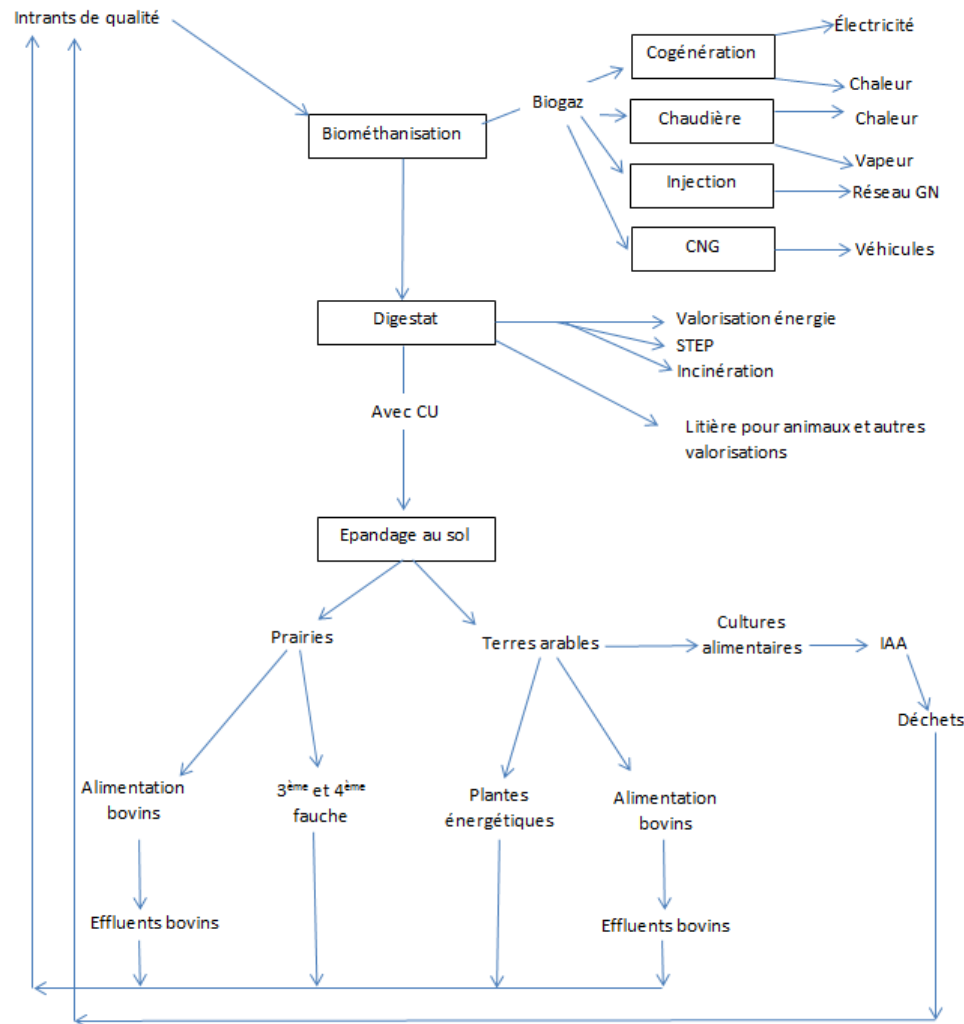 Intrants de qualité
Biométhanisation
Biogaz
Cogénération
Électricité
Chaleur
Chaudière
Chaleur
Vapeur
Injection
Réseau GN
CNG
Véhicules
Digestat
Valorisation énergie
STEP
Incinération
Litière pour animaux et autres
valorisations
Avec CU
Epandage au sol
Prairies
Terres arables
Cultures
alimentaires
IAA
Déchets
Alimentation
bovins
3ème et 4ème
fauche
Plantes
énergétiques
Alimentation
bovins
Effluents bovins
Effluents bovins